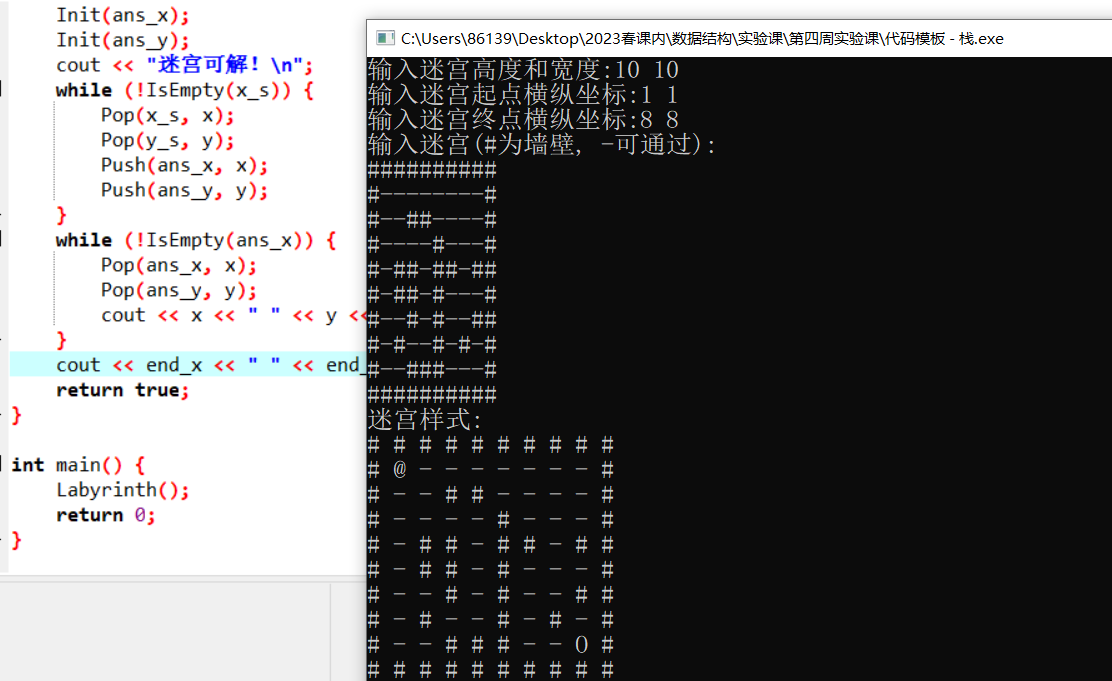 Init(ans_x);
Init(ans_y);
cout << "迷宫可解！\n";
while (!IsEmpty(x_s)) {
Pop(x_s, x);
Pop(y_s, y);
Push(ans_x, x);
Push(ans_y, y);
}
while (!IsEmpty(ans_x)) {
Pop(ans_x, x);
Pop(ans_y, y);
cout << x << " " << y <<
}
cout << end_x << " " << end_
return true;
}
int main() {
Labyrinth();
return 0;
}
C:\Users\86139\Desktop\2023春课内\数据结构\实验课\第四周实验课\代码模板 - 栈.exe
输入迷宫高度和宽度:10 10
输入迷宫起点横纵坐标:1 1
输入迷宫终点横纵坐标:8 8
输入迷宫(#为墙壁, -可通过):
##########
#--------#
#--##----#
#----#---#
#-##-##-##
#-##-#---#
#--#-#--##
#-#--#-#-#
#--###---#
##########
迷宫样式:
# # # # # # # # # #
# @ - - - - - - - #
# - - # # - - - - #
# - - - - # - - - #
# - # # - # # - # #
# - # # - # - - - #
# - - # - # - - # #
# - # - - # - # - #
# - - # # # - - O #
# # # # # # # # # #